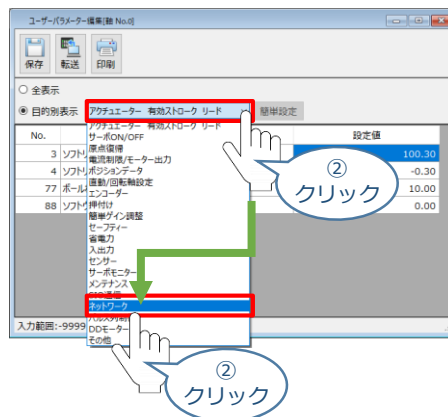 ユーザーパラメーター編集[軸 No.0]
保存 転送 印刷
全表示
目的別表示 アクチュエーター 有効ストローク リード 簡単設定
No. 設定値
3 ソフトリ 100.30
4 ソフトリ -0.30
77 ボール 10.00
88 ソフトウ 0.00
アクチュエーター 有効ストローク リード
サーボON/OFF
原点復帰
電流制限/モーター出力
ポジションデータ
直動/回転軸設定
エンコーダー
押付け
簡単ゲイン調整
セーフティー
省電力
入出力
センサー
サーボモニター
メンテナンス
ネットワーク
DDモーター
その他
入力範囲:-9999
②
クリック
②
クリック